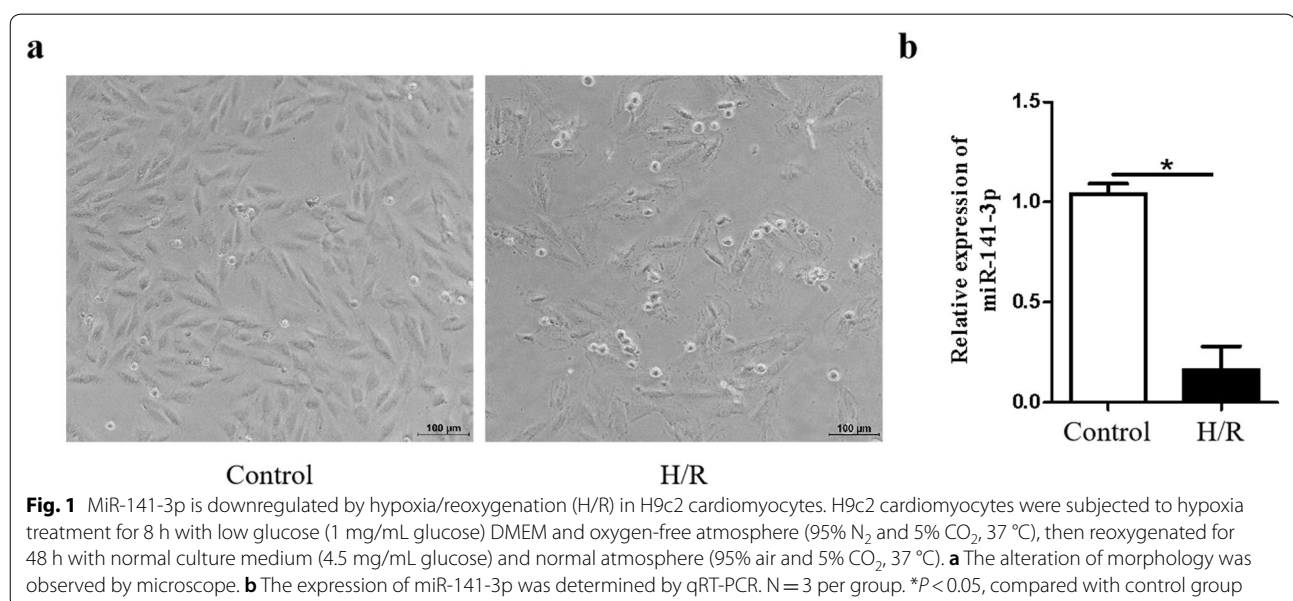 a
b
100 µm
100 µm
Control
H/R
Relative expression of
miR-141-3p
1.5
1.0
0.5
0.0
*
Control
H/R
Fig. 1 MiR-141-3p is downregulated by hypoxia/reoxygenation (H/R) in H9c2 cardiomyocytes. H9c2 cardiomyocytes were subjected to hypoxia
treatment for 8 h with low glucose (1 mg/mL glucose) DMEM and oxygen-free atmosphere (95% N₂ and 5% CO₂, 37 °C), then reoxygenated for
48 h with normal culture medium (4.5 mg/mL glucose) and normal atmosphere (95% air and 5% CO₂, 37 °C). a The alteration of morphology was
observed by microscope. b The expression of miR-141-3p was determined by qRT-PCR. N = 3 per group. *P < 0.05, compared with control group